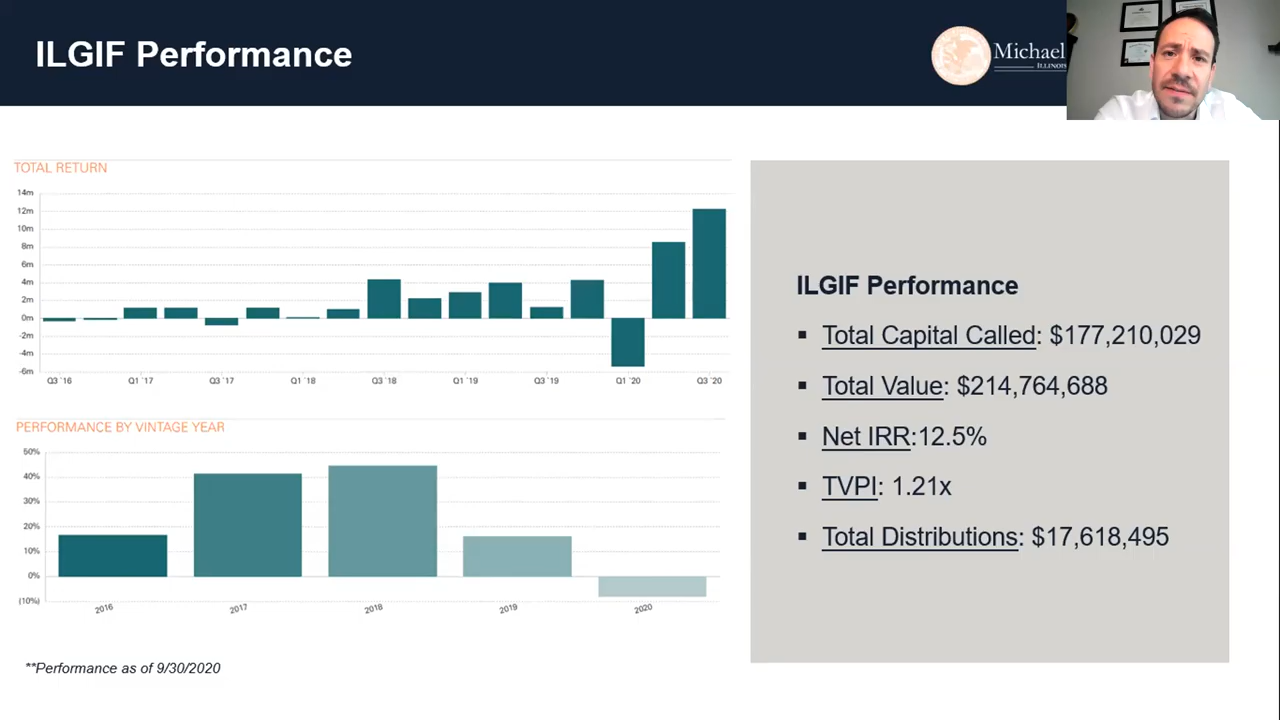 ILGIF Performance
Michael
ILLINOIS
TOTAL RETURN
14m
12m
10m
8m
6m
4m
2m
0m
-2m
-4m
-6m
Q3 '16
Q1 '17
Q3 '17
Q1 '18
Q3 '18
Q1 '19
Q3 '19
Q1 '20
Q3 '20
PERFORMANCE BY VINTAGE YEAR
50%
40%
30%
20%
10%
0%
(10%)
2016
2017
2018
2019
2020
**Performance as of 9/30/2020
ILGIF Performance
▪ Total Capital Called: $177,210,029
▪ Total Value: $214,764,688
▪ Net IRR:12.5%
▪ TVPI: 1.21x
▪ Total Distributions: $17,618,495